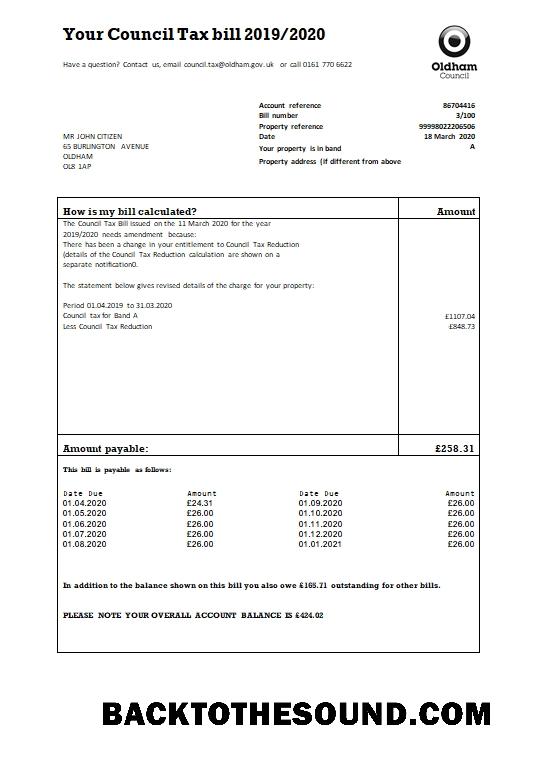 Your Council Tax bill 2019/2020
Have a question? Contact us, email council.tax@oldham.gov.uk or call 0161 770 6622
Oldham
Council
Account reference 86704416
Bill number 3/100
Property reference 99998022206506
MR JOHN CITIZEN Date 18 March 2020
65 BURLINGTON AVENUE Your property is in band A
OLDHAM
OL8 1AP Property address (if different from above
How is my bill calculated? Amount
The Council Tax Bill issued on the 11 March 2020 for the year
2019/2020 needs amendment because:
There has been a change in your entitlement to Council Tax Reduction
(details of the Council Tax Reduction calculation are shown on a
separate notification0.
The statement below gives revised details of the charge for your property:
Period 01.04.2019 to 31.03.2020
Council tax for Band A £1107.04
Less Council Tax Reduction £848.73
Amount payable: £258.31
This bill is payable as follows:
Date Due Amount Date Due Amount
01.04.2020 £24.31 01.09.2020 £26.00
01.05.2020 £26.00 01.10.2020 £26.00
01.06.2020 £26.00 01.11.2020 £26.00
01.07.2020 £26.00 01.12.2020 £26.00
01.08.2020 £26.00 01.01.2021 £26.00
In addition to the balance shown on this bill you also owe £165.71 outstanding for other bills.
PLEASE NOTE YOUR OVERALL ACCOUNT BALANCE IS £424.02
BACKTOTHESOUND.COM